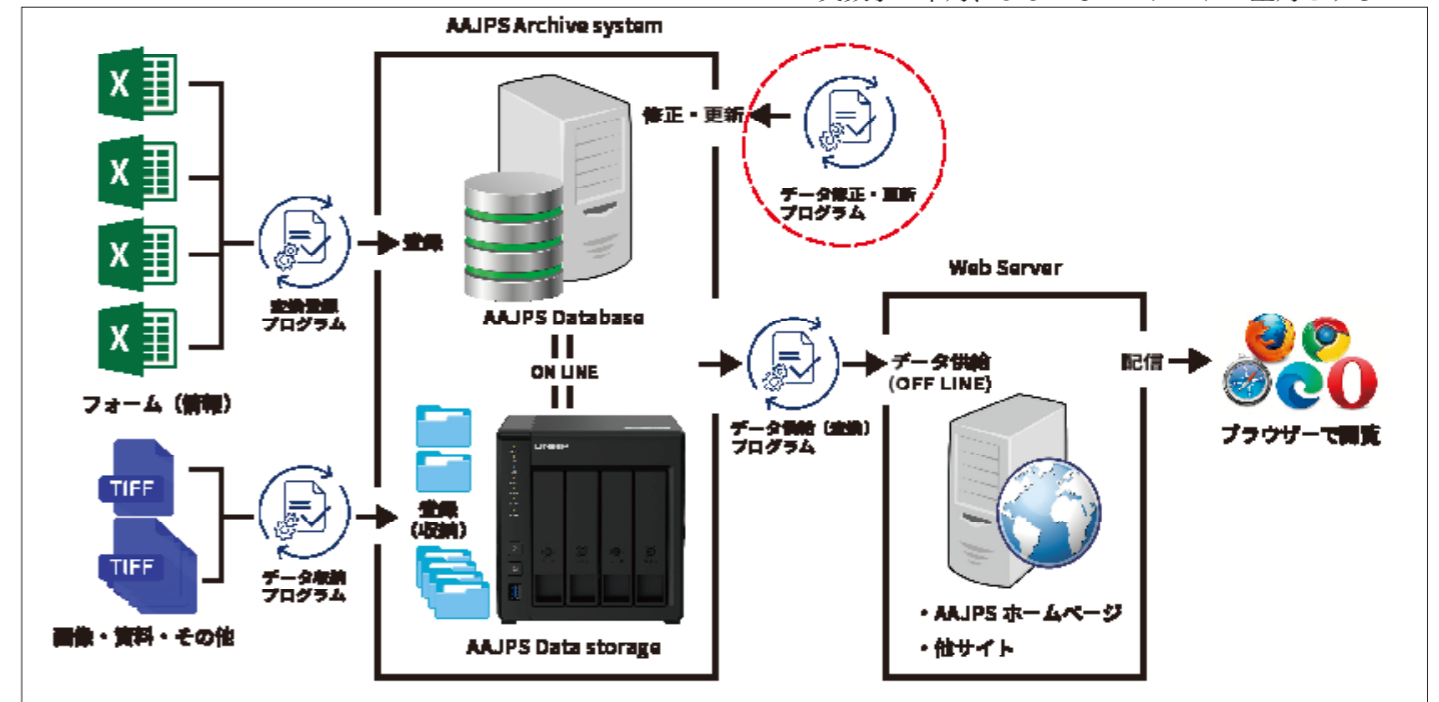 AAJPS Archive system
修正・更新
データ修正・更新
プログラム
登録
変換登録
プログラム
AAJPS Database
ON LINE
フォーム（情報）
Web Server
データ供給
(OFF LINE)
配信
データ供給（変換）
プログラム
ブラウザーで閲覧
TIFF
TIFF
登録
（収納）
データ収納
プログラム
画像・資料・その他
AAJPS Data storage
・AAJPS ホームページ
・他サイト